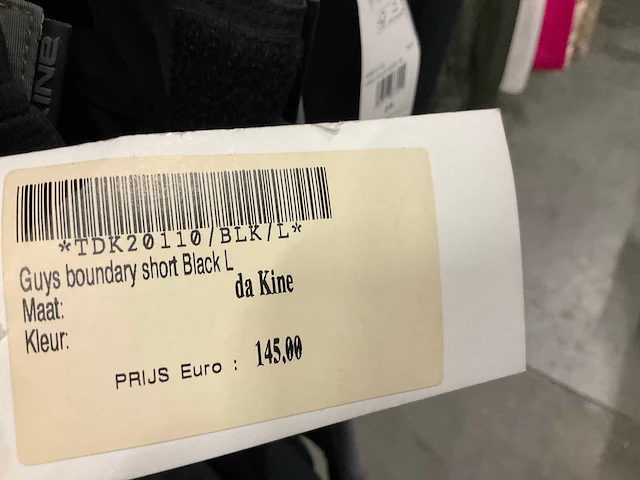 *TDK20110/BLK/L*
Guys boundary short Black L
da Kine
Maat:
Kleur:
PRIJS Euro : 145,00